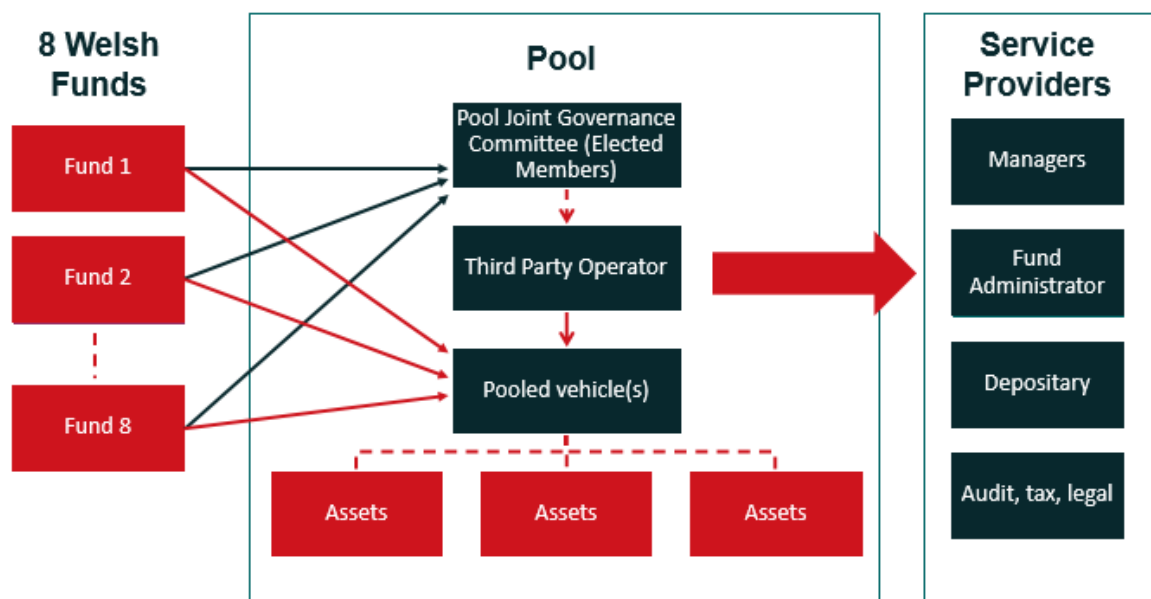 8 Welsh
Funds
Fund 1
Fund 2
Fund 8
Pool
Pool Joint Governance
Committee (Elected
Members)
Third Party Operator
Pooled vehicle(s)
Assets
Assets
Assets
Service
Providers
Managers
Fund
Administrator
Depositary
Audit, tax, legal